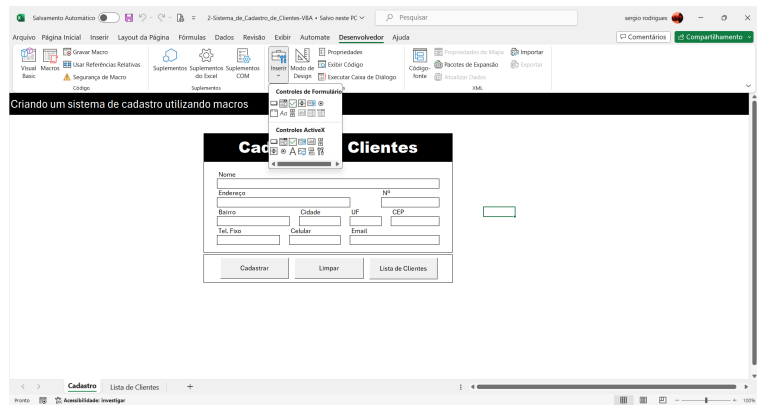 Salvamento Automático
2-Sistema_de_Cadastro_de_Clientes-VBA • Salvo neste PC
Pesquisar
sergio rodrigues
Arquivo Página Inicial Inserir Layout da Página Fórmulas Dados Revisão Exibir Automate Desenvolvedor Ajuda
Comentários
Compartilhamento
Visual Basic
Macros
Gravar Macro
Usar Referências Relativas
Segurança de Macro
Código
Suplementos
Suplementos do Excel
Suplementos COM
Suplementos
Inserir
Modo de Design
Propriedades
Exibir Código
Executar Caixa de Diálogo
Código-fonte
Propriedades do Mapa
Pacotes de Expansão
Atualizar Dados
Importar
Exportar
XML
Controles de Formulário
Aa
Controles ActiveX
A
Criando um sistema de cadastro utilizando macros
Cad
Clientes
Nome
Endereço Nº
Bairro Cidade UF CEP
Tel. Fixo Celular Email
Cadastrar Limpar Lista de Clientes
Cadastro Lista de Clientes +
Pronto Acessibilidade: investigar
100%